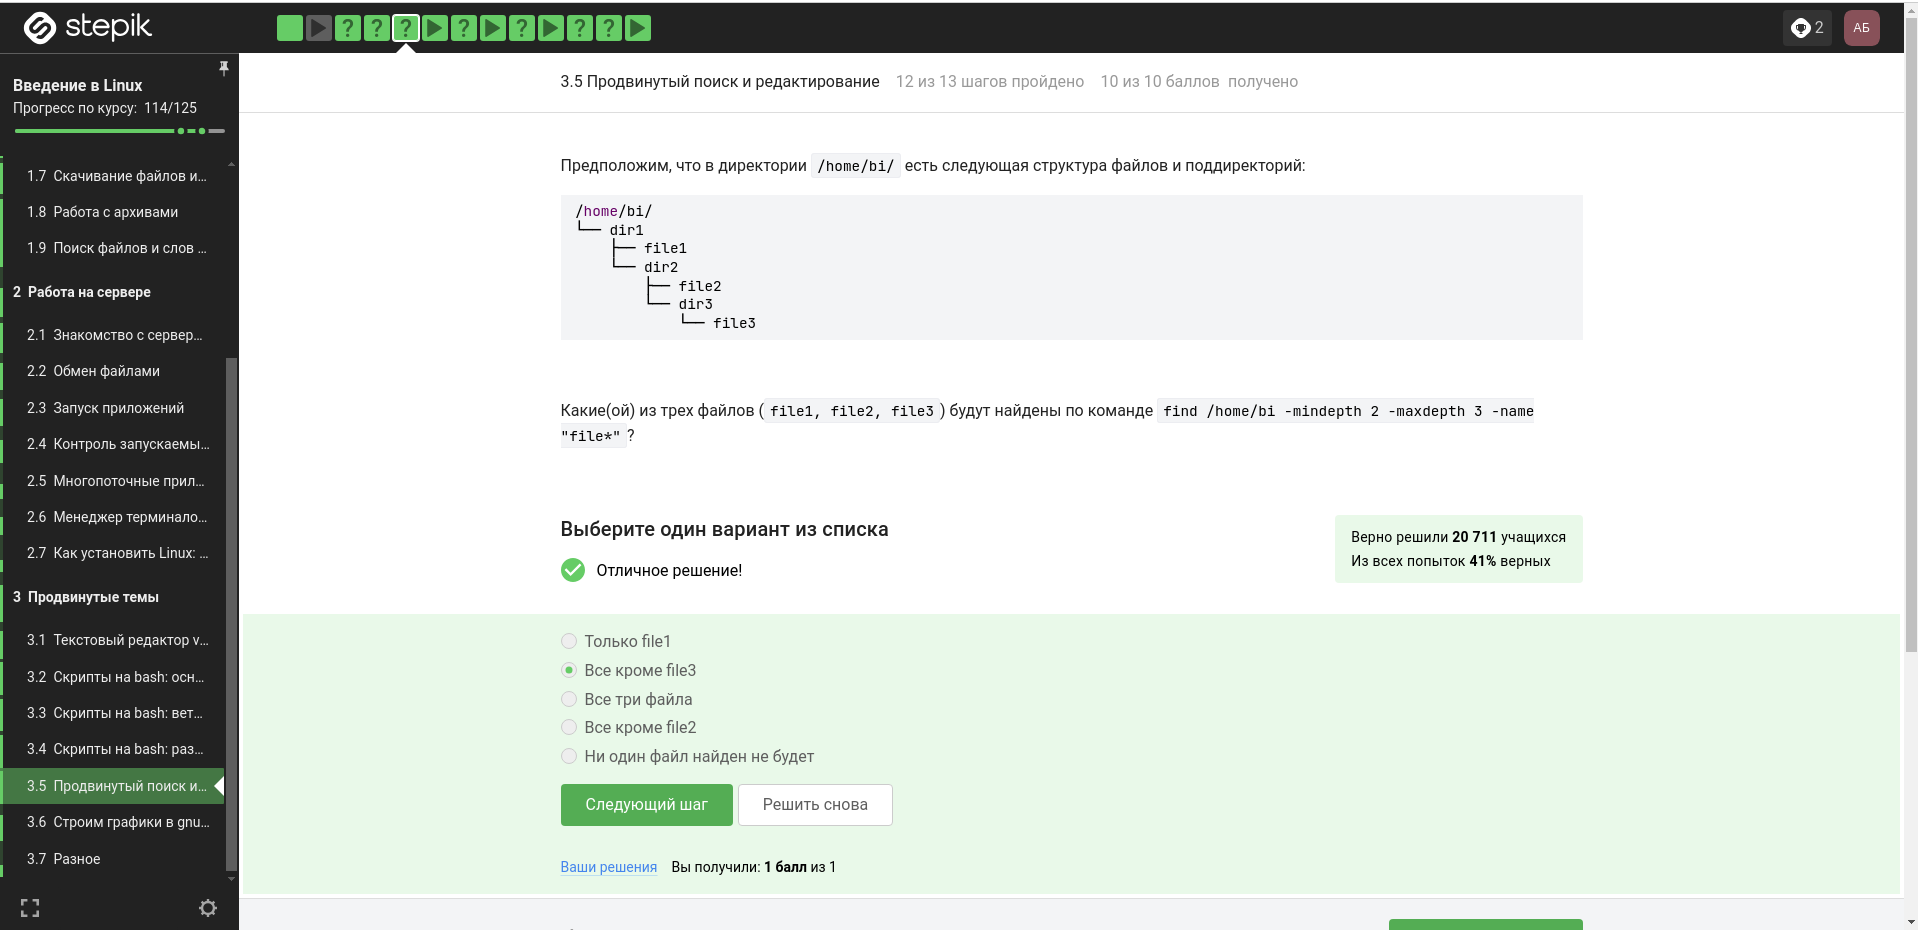 stepik
? ? ? ? ? ? ?
2
АБ
Введение в Linux
Прогресс по курсу: 114/125
1.7 Скачивание файлов и...
1.8 Работа с архивами
1.9 Поиск файлов и слов ...
2 Работа на сервере
2.1 Знакомство с сервер...
2.2 Обмен файлами
2.3 Запуск приложений
2.4 Контроль запускаемы...
2.5 Многопоточные прил...
2.6 Менеджер терминало...
2.7 Как установить Linux: ...
3 Продвинутые темы
3.1 Текстовый редактор v...
3.2 Скрипты на bash: осн...
3.3 Скрипты на bash: вет...
3.4 Скрипты на bash: раз...
3.5 Продвинутый поиск и...
3.6 Строим графики в gnu...
3.7 Разное
3.5 Продвинутый поиск и редактирование 12 из 13 шагов пройдено 10 из 10 баллов получено
Предположим, что в директории /home/bi/ есть следующая структура файлов и поддиректорий:
/home/bi/
└── dir1
    ├── file1
    └── dir2
        ├── file2
        └── dir3
            └── file3
Какие(ой) из трех файлов ( file1, file2, file3 ) будут найдены по команде find /home/bi -mindepth 2 -maxdepth 3 -name
"file*" ?
Выберите один вариант из списка
Отличное решение!
Верно решили 20 711 учащихся
Из всех попыток 41% верных
Только file1
Все кроме file3
Все три файла
Все кроме file2
Ни один файл найден не будет
Следующий шаг
Решить снова
Ваши решения Вы получили: 1 балл из 1